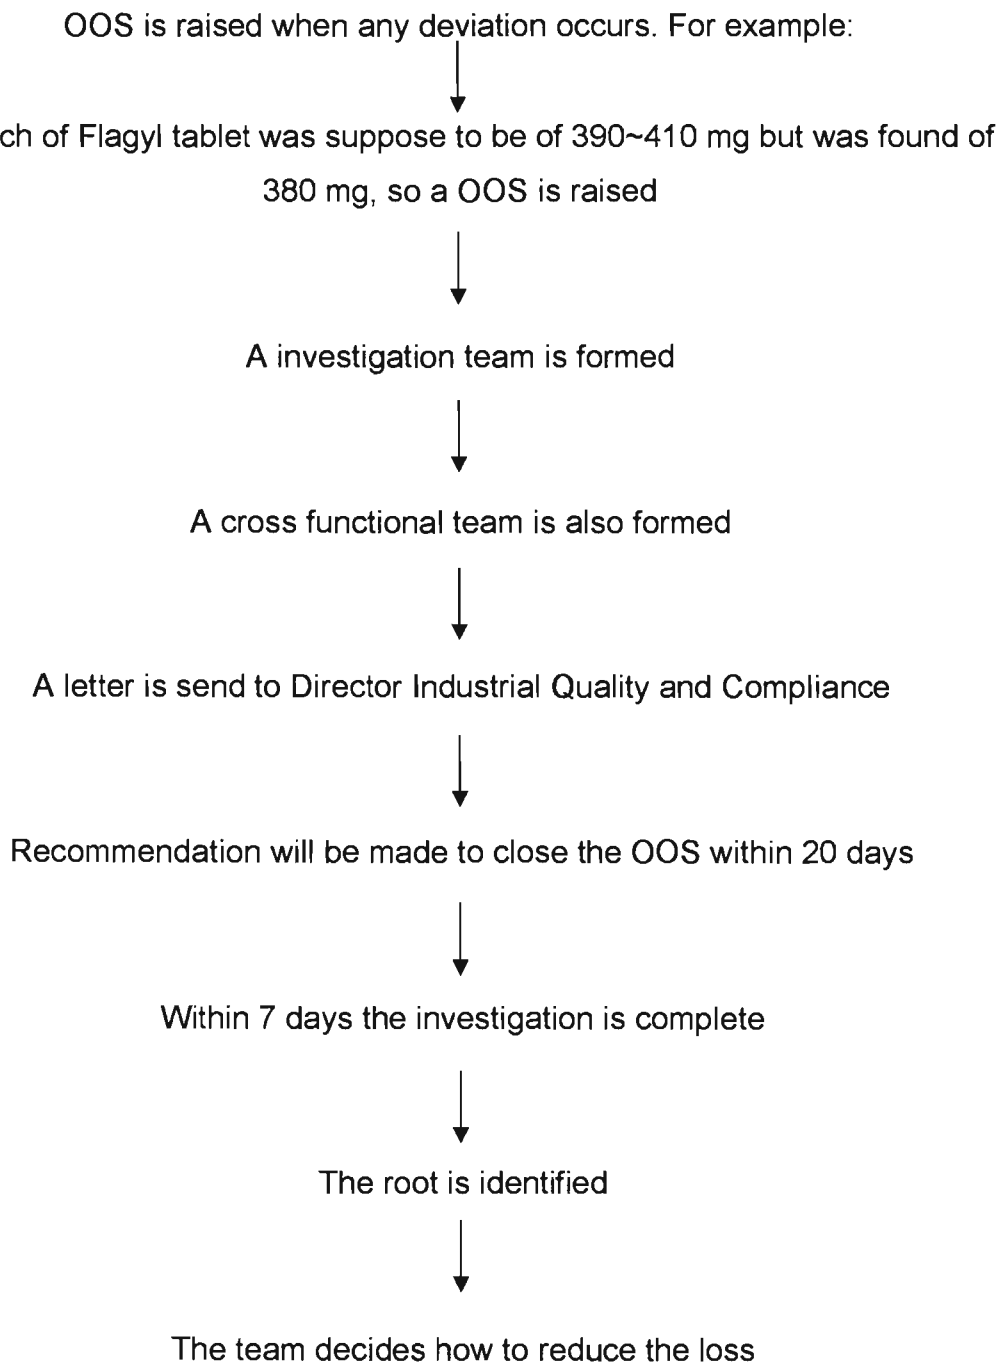 OOS is raised when any deviation occurs. For example:
ch of Flagyl tablet was suppose to be of 390~410 mg but was found of
380 mg, so a OOS is raised
A investigation team is formed
A cross functional team is also formed
A letter is send to Director Industrial Quality and Compliance
Recommendation will be made to close the OOS within 20 days
Within 7 days the investigation is complete
The root is identified
The team decides how to reduce the loss